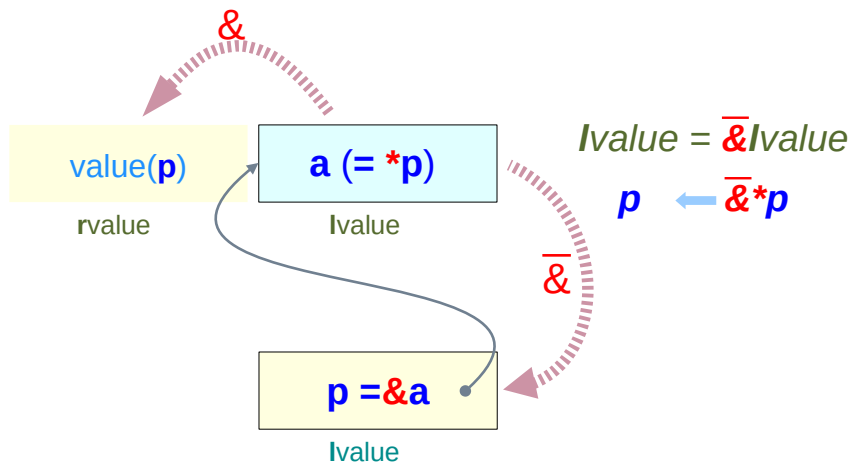 &
lvalue = &̅lvalue
value(p)
a (= *p)
p
&̅*p
rvalue
lvalue
&̅
p =&a
lvalue